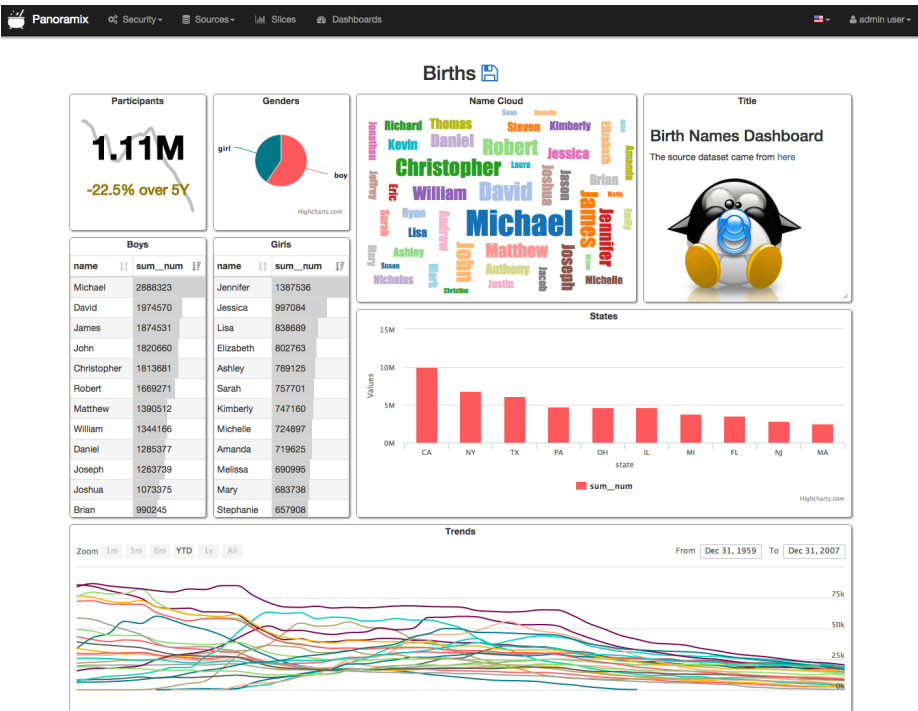 Panoramix Security Sources Slices Dashboards admin user
Births
Participants
1.11M
-22.5% over 5Y
Genders
girl
boy
Highcharts.com
Name Cloud
Sean Danielle
Jonathan Richard Thomas Steven Kimberly Elizabeth Jose
Kevin Daniel Robert Jessica Amanda
Christopher Laura Joshua Jason Brian
Jeffrey Eric William David Maria
Sarah Ryan Andrew Michael James Jennifer Emily
Lisa
Mary Ashley John Matthew Joseph Bryan
Susan Mark Anthony Jacob Michelle
Nicholas Christine Justin
Title
Birth Names Dashboard
The source dataset came from here
Boys
name sum__num
Michael 2888323
David 1974570
James 1874531
John 1820660
Christopher 1813681
Robert 1669271
Matthew 1390512
William 1344166
Daniel 1285377
Joseph 1263739
Joshua 1073375
Brian 990245
Girls
name sum__num
Jennifer 1387536
Jessica 997084
Lisa 838689
Elizabeth 802763
Ashley 789125
Sarah 757701
Kimberly 747160
Michelle 724897
Amanda 719625
Melissa 690995
Mary 683738
Stephanie 657908
States
15M
10M
5M
0M
Values
CA NY TX PA OH IL MI FL NJ MA
state
sum__num
Highcharts.com
Trends
Zoom 1m 3m 6m YTD 1y All From Dec 31, 1959 To Dec 31, 2007
75k
50k
25k
0k